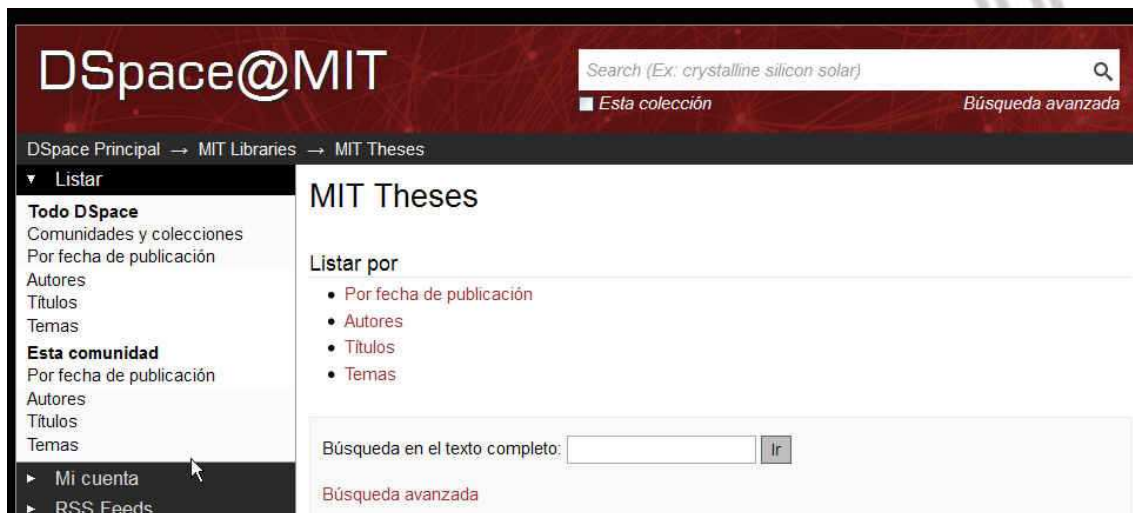 DSpace@MIT
Search (Ex: crystalline silicon solar)
Esta colección Búsqueda avanzada
DSpace Principal → MIT Libraries → MIT Theses
Listar
Todo DSpace
Comunidades y colecciones
Por fecha de publicación
Autores
Títulos
Temas
Esta comunidad
Por fecha de publicación
Autores
Títulos
Temas
Mi cuenta
RSS Feeds
MIT Theses
Listar por
Por fecha de publicación
Autores
Títulos
Temas
Búsqueda en el texto completo: Ir
Búsqueda avanzada